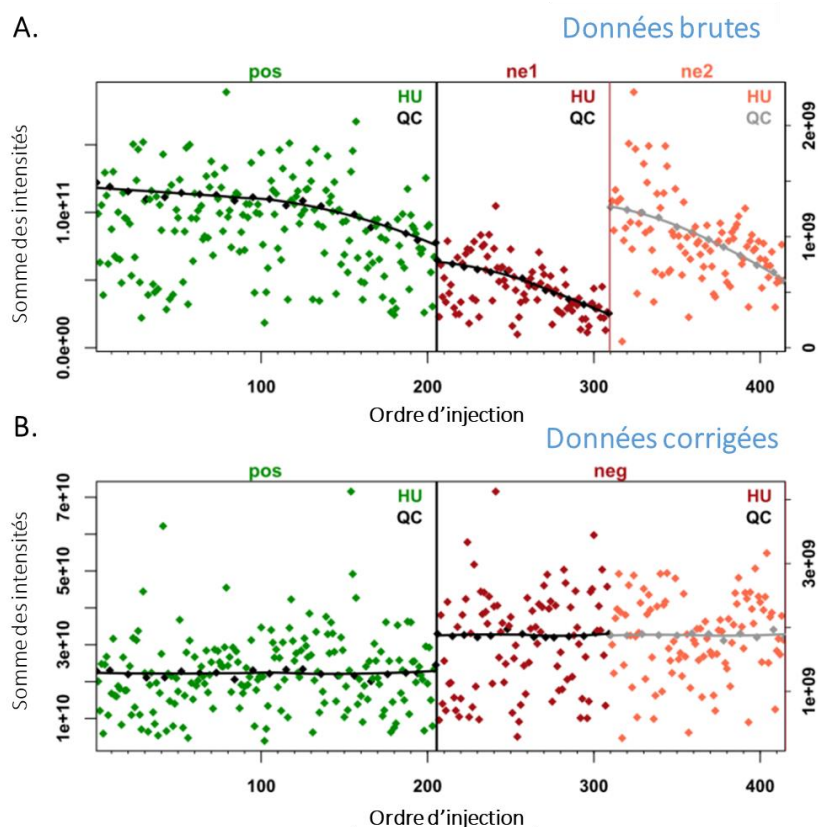 A.
Données brutes
pos ne1 ne2
HU HU HU
QC QC QC
Somme des intensités
1.0e+11
0.0e+00
2e+09
1e+09
0
100 200 300 400
Ordre d'injection
B.
Données corrigées
pos neg
HU HU
QC QC
Somme des intensités
7e+10
5e+10
3e+10
1e+10
3e+09
1e+09
100 200 300 400
Ordre d'injection